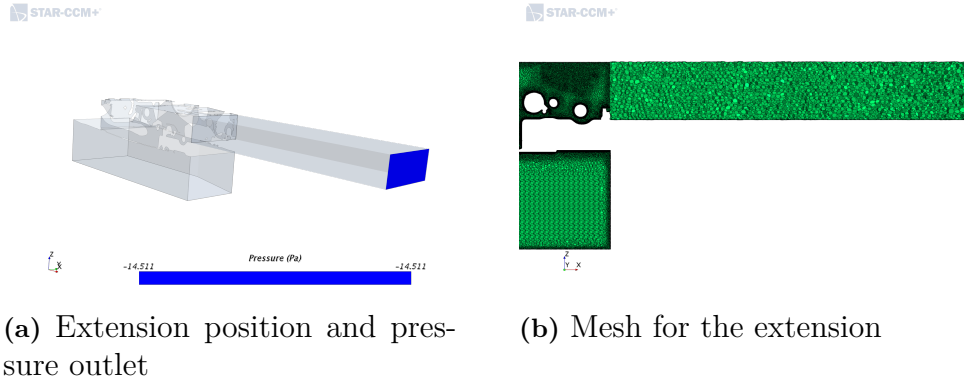 STAR-CCM+
STAR-CCM+
Z
Y
X
Pressure (Pa)
-14.511 -14.511
Z
Y X
(a) Extension position and pres-
sure outlet
(b) Mesh for the extension